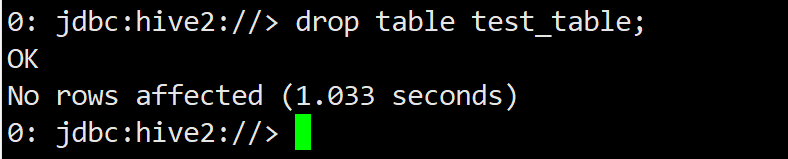 0: jdbc:hive2://> drop table test_table;
OK
No rows affected (1.033 seconds)
0: jdbc:hive2://>